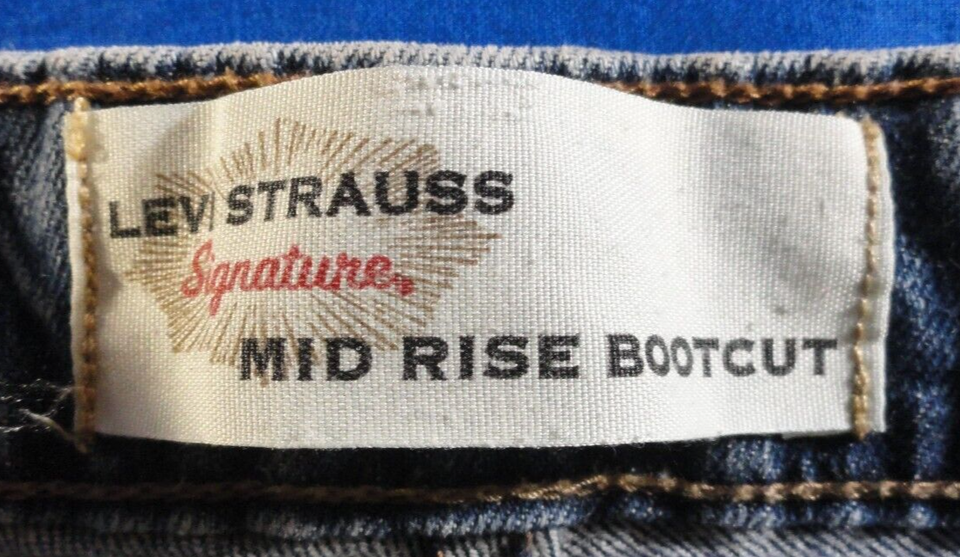 LEVI STRAUSS
Signature
MID RISE BOOTCUT